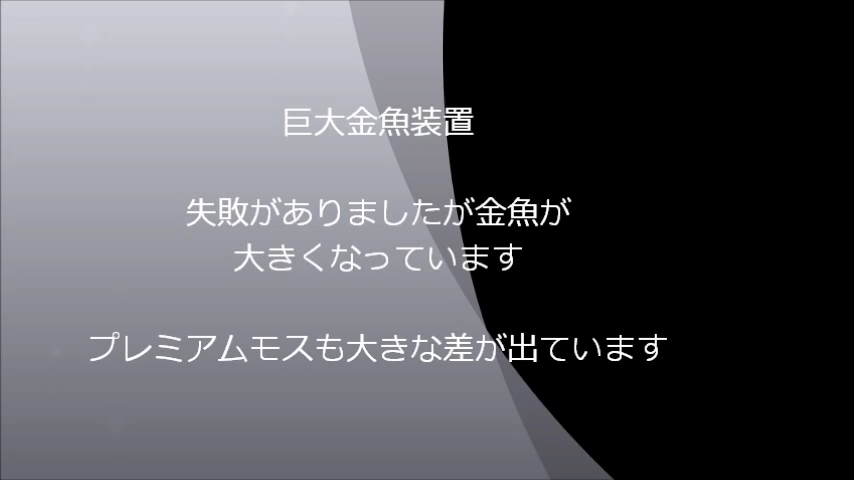 巨大金魚装置
失敗がありましたが金魚が
大きくなっています
プレミアムモスも大きな差が出ています